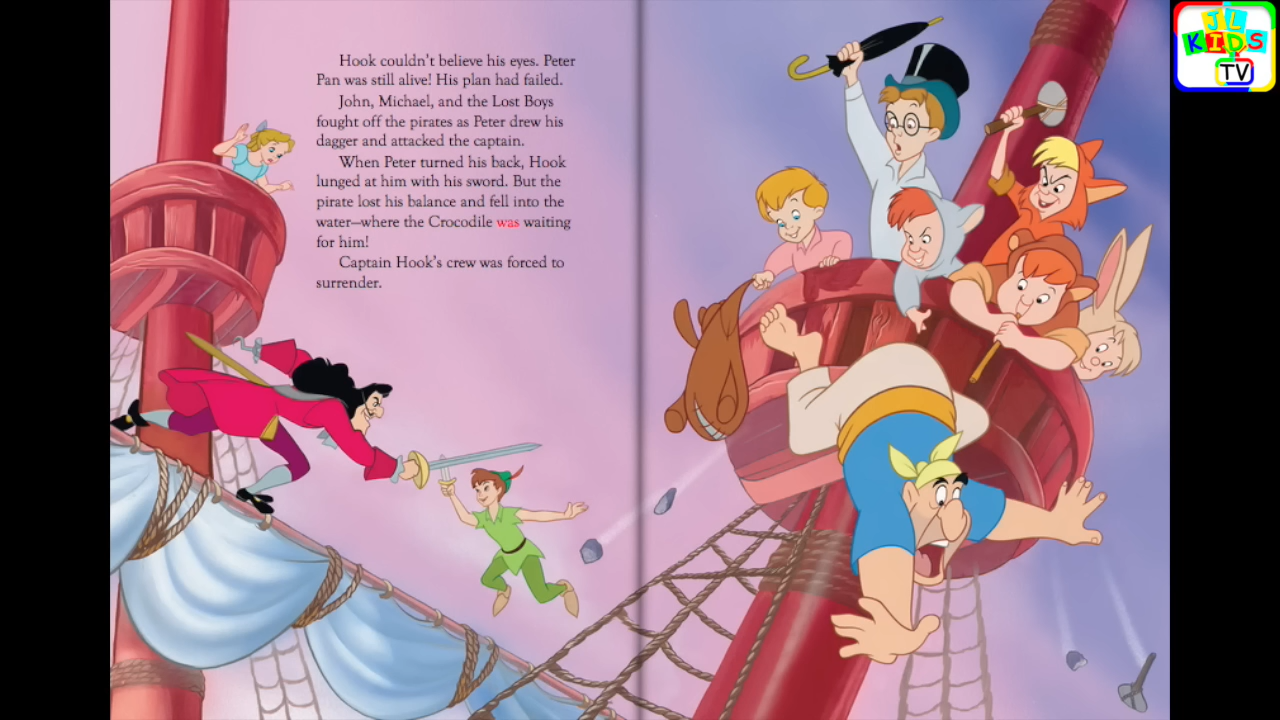 Hook couldn't believe his eyes. Peter
Pan was still alive! His plan had failed.
John, Michael, and the Lost Boys
fought off the pirates as Peter drew his
dagger and attacked the captain.
When Peter turned his back, Hook
lunged at him with his sword. But the
pirate lost his balance and fell into the
water—where the Crocodile was waiting
for him!
Captain Hook's crew was forced to
surrender.
JL
KIDS
TV